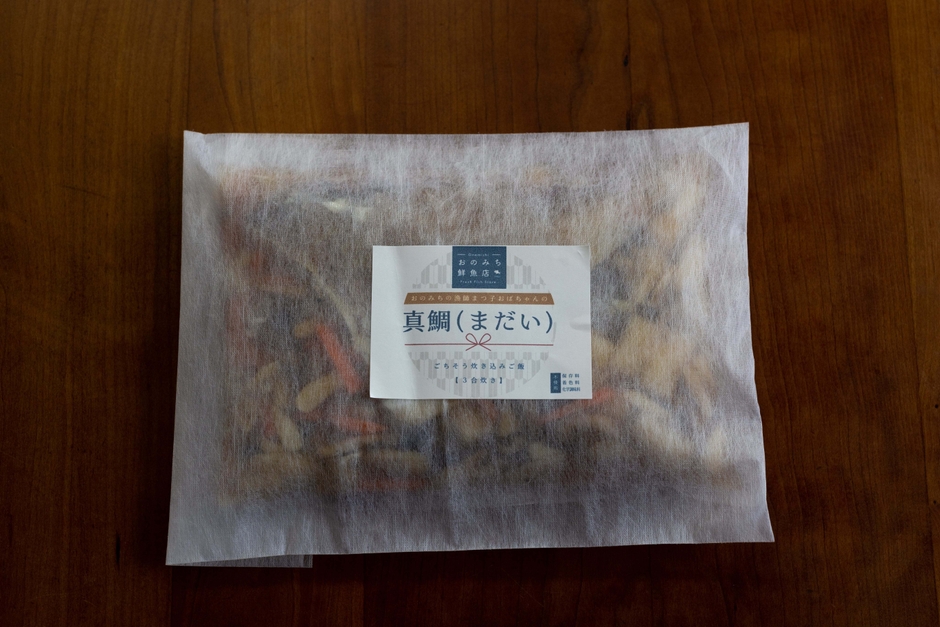 Onomichi
おのみち
鮮魚店
Fresh Fish Store
おのみちの漁師まつ子おばちゃんの
真鯛(まだい)
ごちそう炊き込みご飯
【3合炊き】
不使用
保存料
着色料
化学調味料